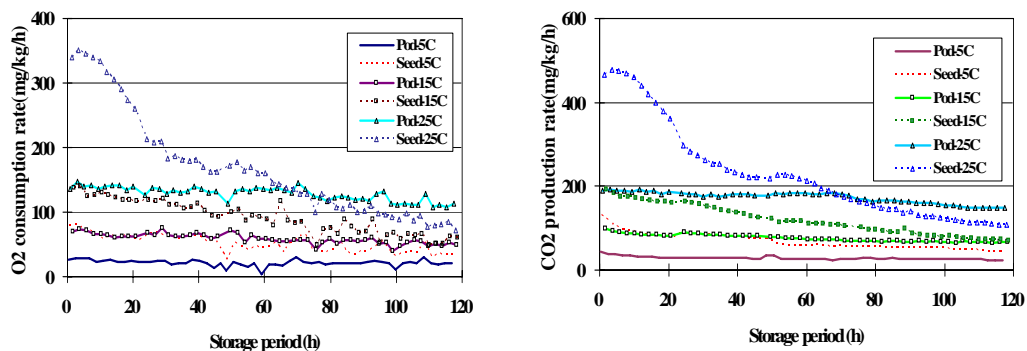 O2 consumption rate(mg/kg/h)
400
300
200
100
0
0 20 40 60 80 100 120
Storage period (h)
Pod-5C
Seed-5C
Pod-15C
Seed-15C
Pod-25C
Seed-25C
CO2 production rate(mg/kg/h)
600
400
200
0
0 20 40 60 80 100 120
Storage period (h)
Pod-5C
Seed-5C
Pod-15C
Seed-15C
Pod-25C
Seed-25C